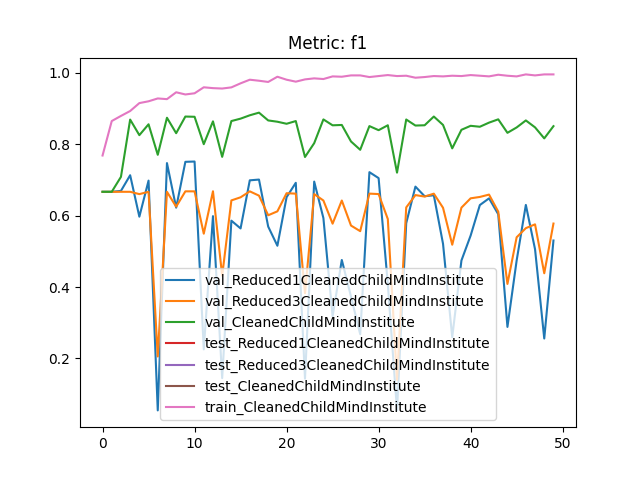 Metric: f1
1.0
0.8
0.6
0.4
0.2
val_Reduced1CleanedChildMindInstitute
val_Reduced3CleanedChildMindInstitute
val_CleanedChildMindInstitute
test_Reduced1CleanedChildMindInstitute
test_Reduced3CleanedChildMindInstitute
test_CleanedChildMindInstitute
train_CleanedChildMindInstitute
0 10 20 30 40 50